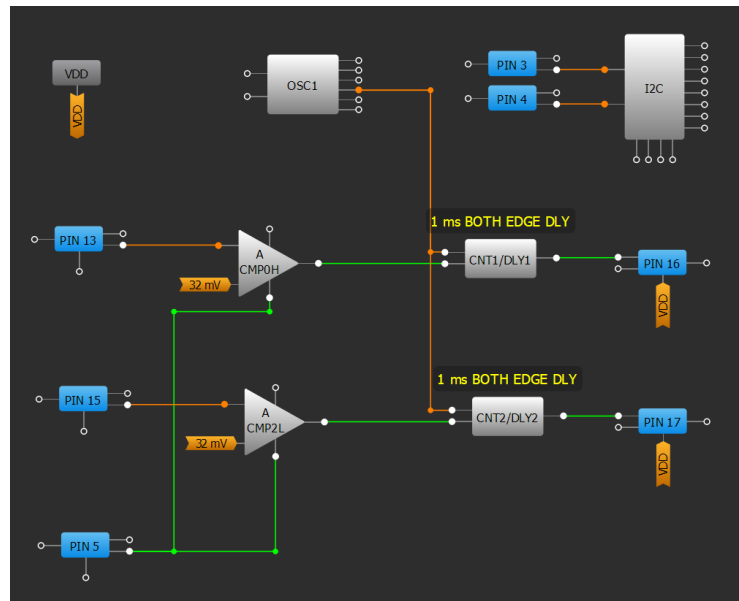 VDD
VDD
OSC1
PIN 3
PIN 4
I2C
1 ms BOTH EDGE DLY
PIN 13
A
CMP0H
32 mV
CNT1/DLY1
PIN 16
VDD
1 ms BOTH EDGE DLY
PIN 15
A
CMP2L
32 mV
CNT2/DLY2
PIN 17
VDD
PIN 5